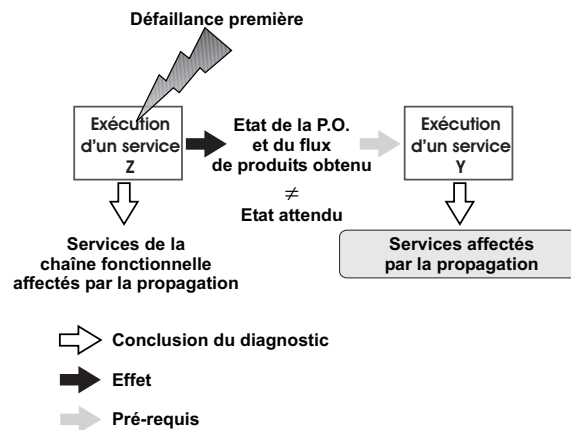 Défaillance première
Exécution
d'un service
Z
Etat de la P.O.
et du flux
de produits obtenu
≠
Etat attendu
Exécution
d'un service
Y
Services de la
chaîne fonctionnelle
affectés par la propagation
Services affectés
par la propagation
Conclusion du diagnostic
Effet
Pré-requis